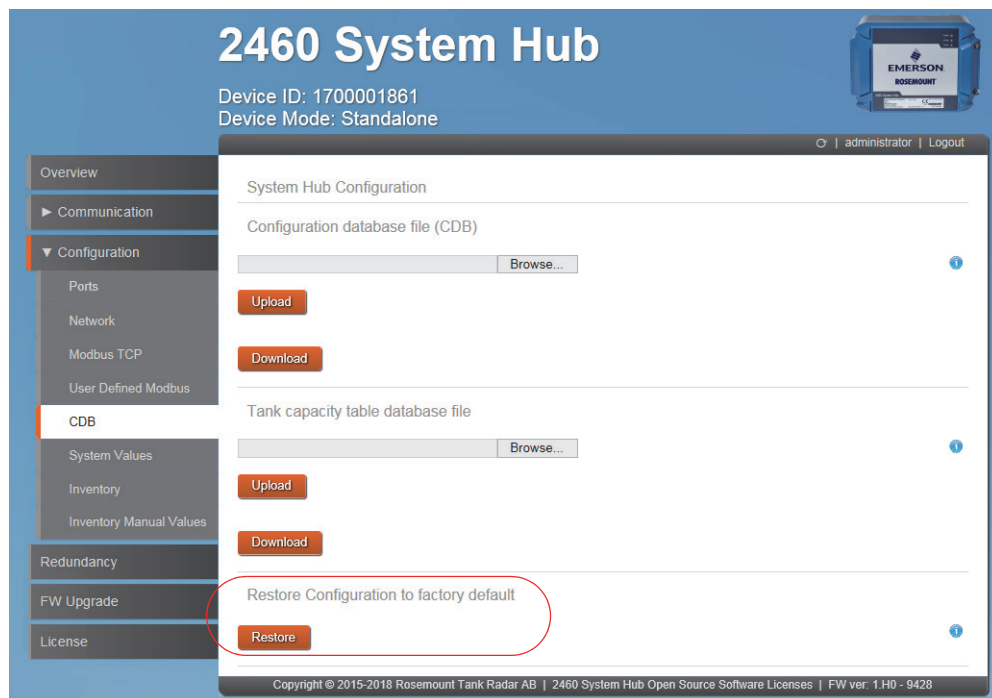 2460 System Hub
Device ID: 1700001861
Device Mode: Standalone
EMERSON
ROSEMOUNT
| administrator | Logout
Overview
► Communication
▼ Configuration
Ports
Network
Modbus TCP
User Defined Modbus
CDB
System Values
Inventory
Inventory Manual Values
Redundancy
FW Upgrade
License
System Hub Configuration
Configuration database file (CDB)
Browse...
Upload
Download
Tank capacity table database file
Browse...
Upload
Download
Restore Configuration to factory default
Restore
Copyright © 2015-2018 Rosemount Tank Radar AB | 2460 System Hub Open Source Software Licenses | FW ver: 1.H0 - 9428